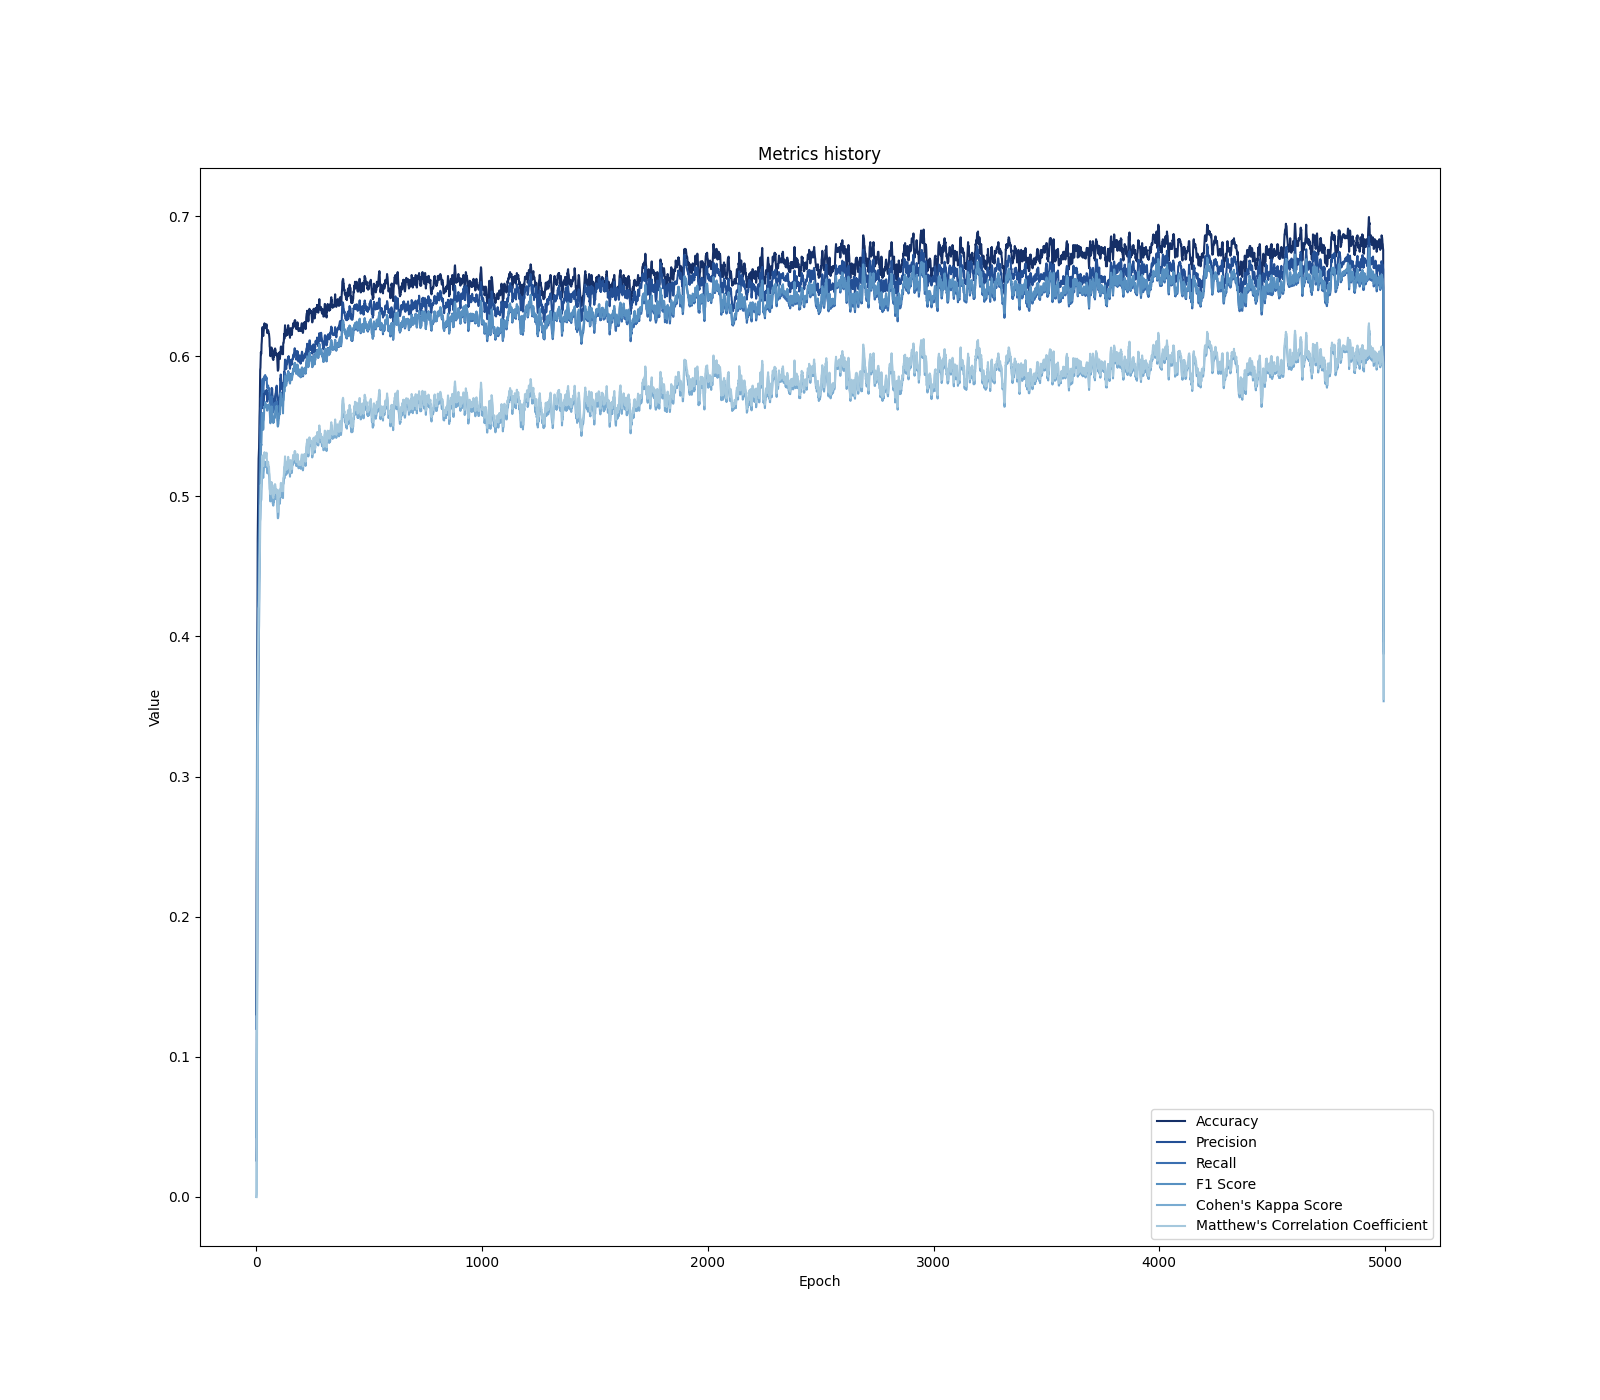 Metrics history
0.7
0.6
0.5
0.4
0.3
0.2
0.1
0.0
Value
0
1000
2000
3000
4000
5000
Epoch
Accuracy
Precision
Recall
F1 Score
Cohen's Kappa Score
Matthew's Correlation Coefficient